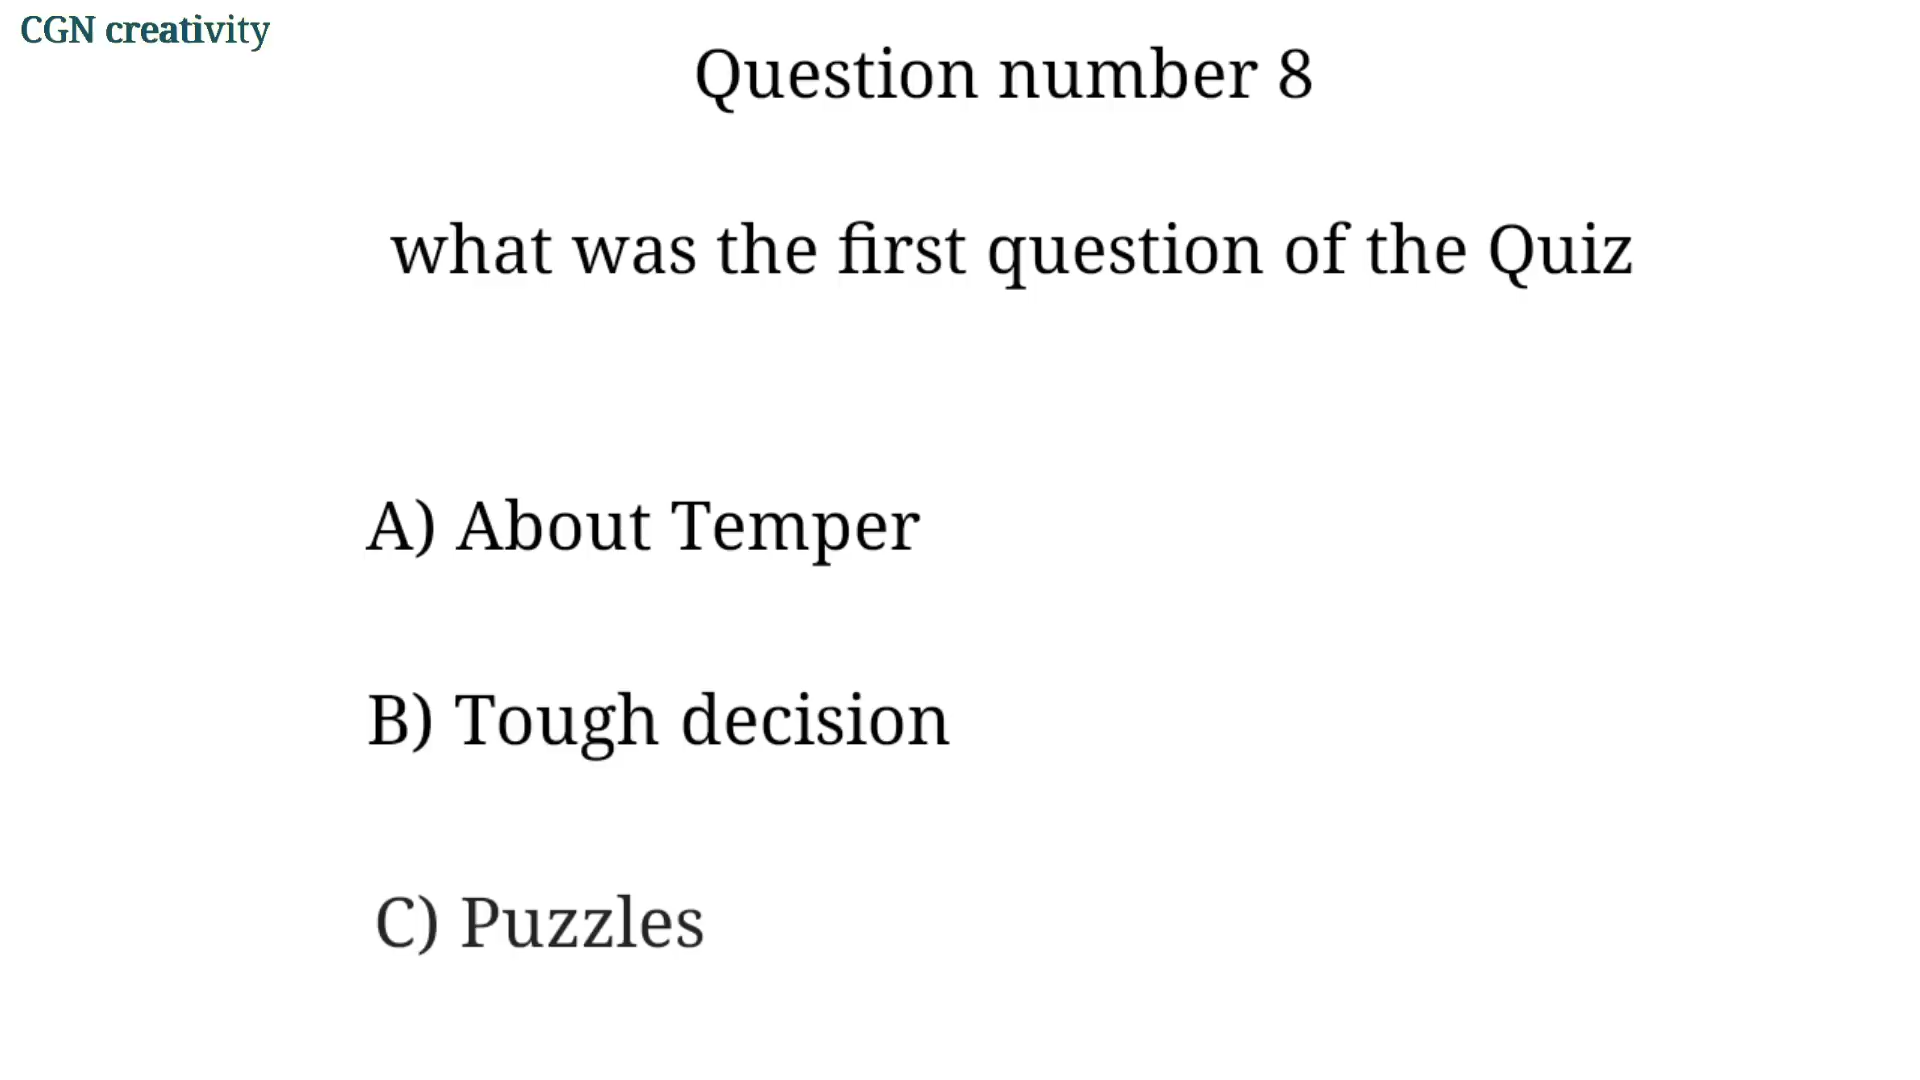 CGN creativity
Question number 8
what was the first question of the Quiz
A) About Temper
B) Tough decision
C) Puzzles